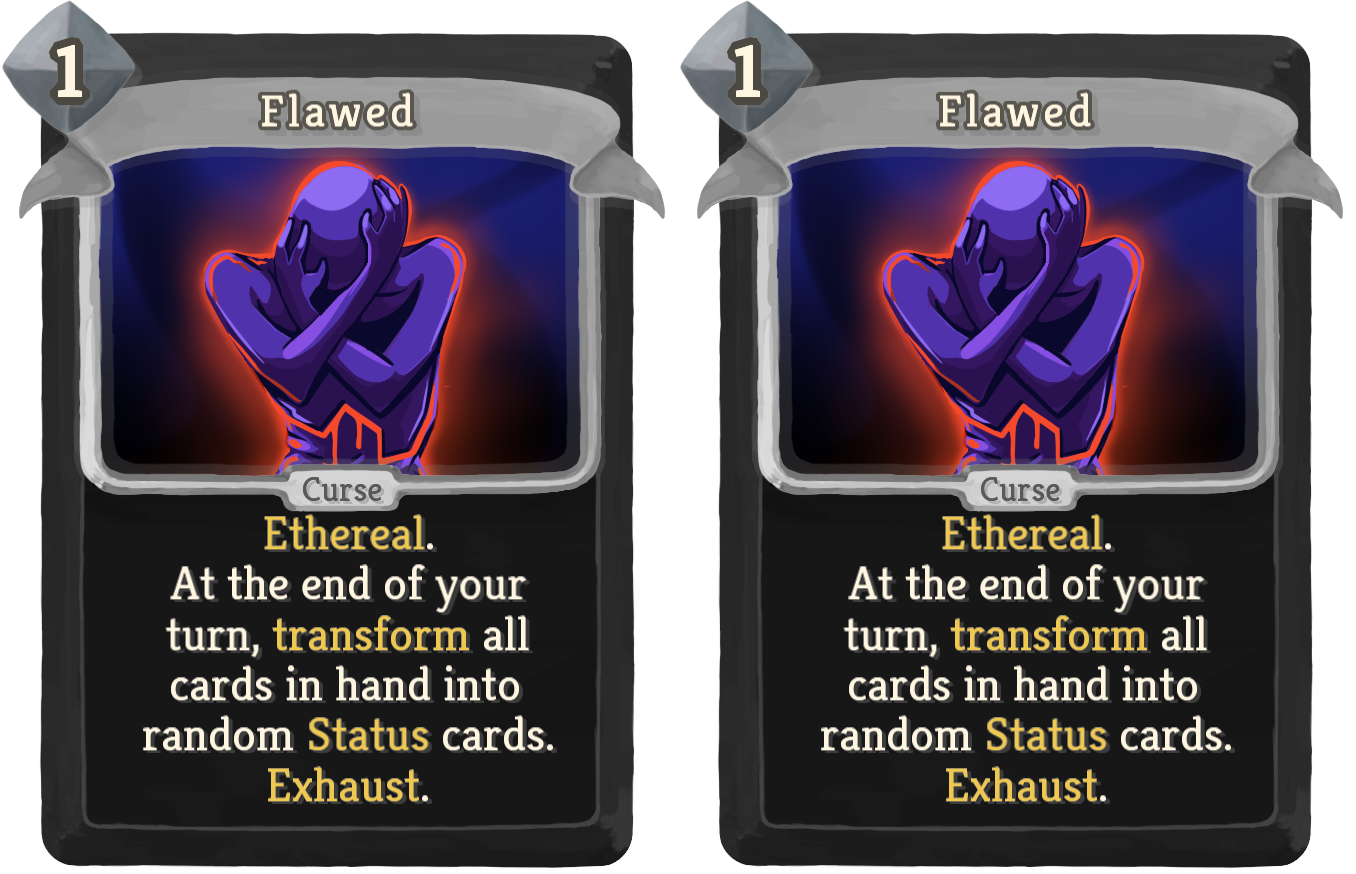 1
Flawed
Curse
Ethereal.
At the end of your
turn, transform all
cards in hand into
random Status cards.
Exhaust.
1
Flawed
Curse
Ethereal.
At the end of your
turn, transform all
cards in hand into
random Status cards.
Exhaust.